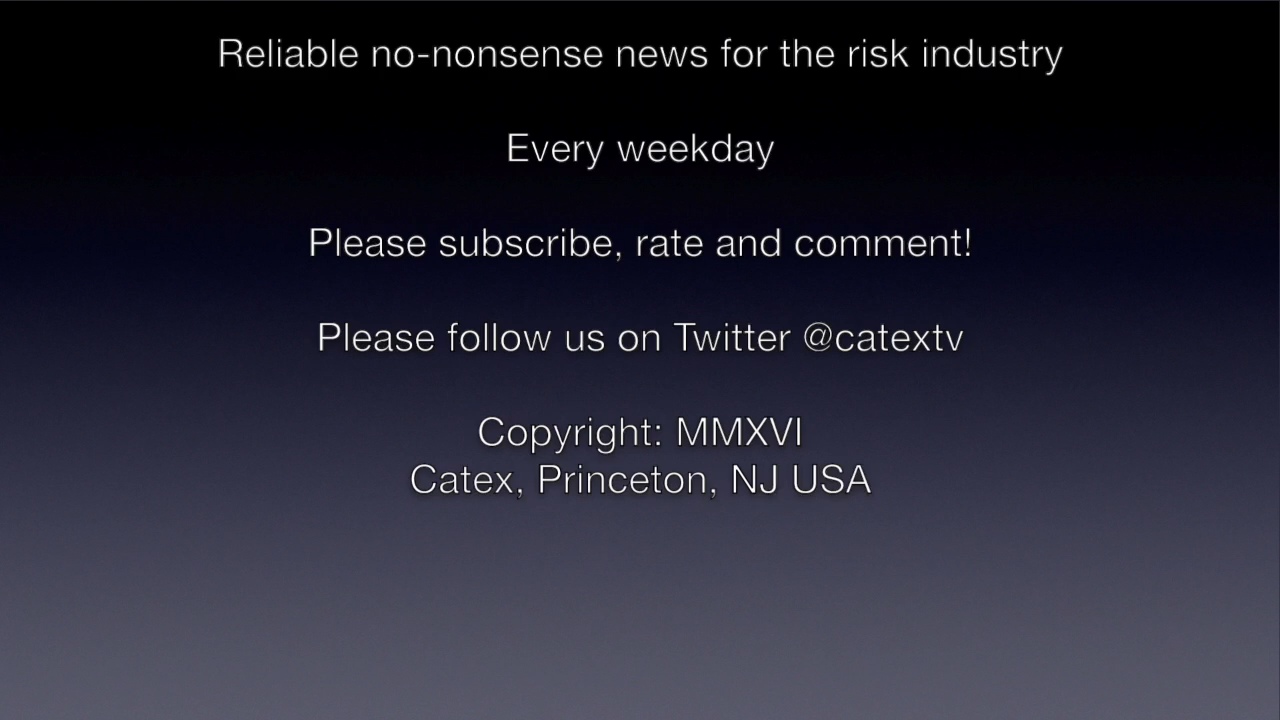 Reliable no-nonsense news for the risk industry
Every weekday
Please subscribe, rate and comment!
Please follow us on Twitter @catextv
Copyright: MMXVI
Catex, Princeton, NJ USA